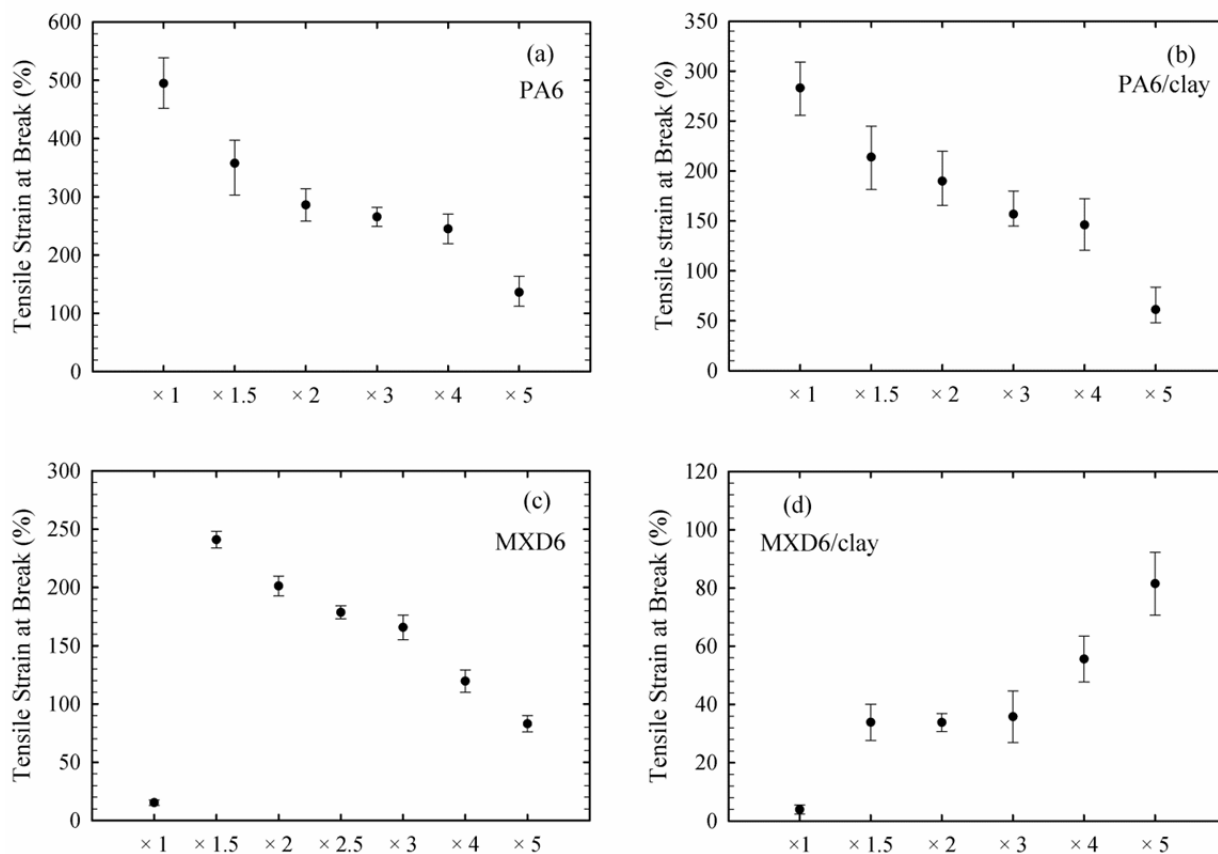 (a)
PA6
Tensile Strain at Break (%)
600
500
400
300
200
100
0
× 1 × 1.5 × 2 × 3 × 4 × 5
(b)
PA6/clay
Tensile strain at Break (%)
350
300
250
200
150
100
50
0
× 1 × 1.5 × 2 × 3 × 4 × 5
(c)
MXD6
Tensile Strain at Break (%)
300
250
200
150
100
50
0
× 1 × 1.5 × 2 × 2.5 × 3 × 4 × 5
(d)
MXD6/clay
Tensile Strain at Break (%)
120
100
80
60
40
20
0
×1 × 1.5 × 2 × 3 × 4 × 5